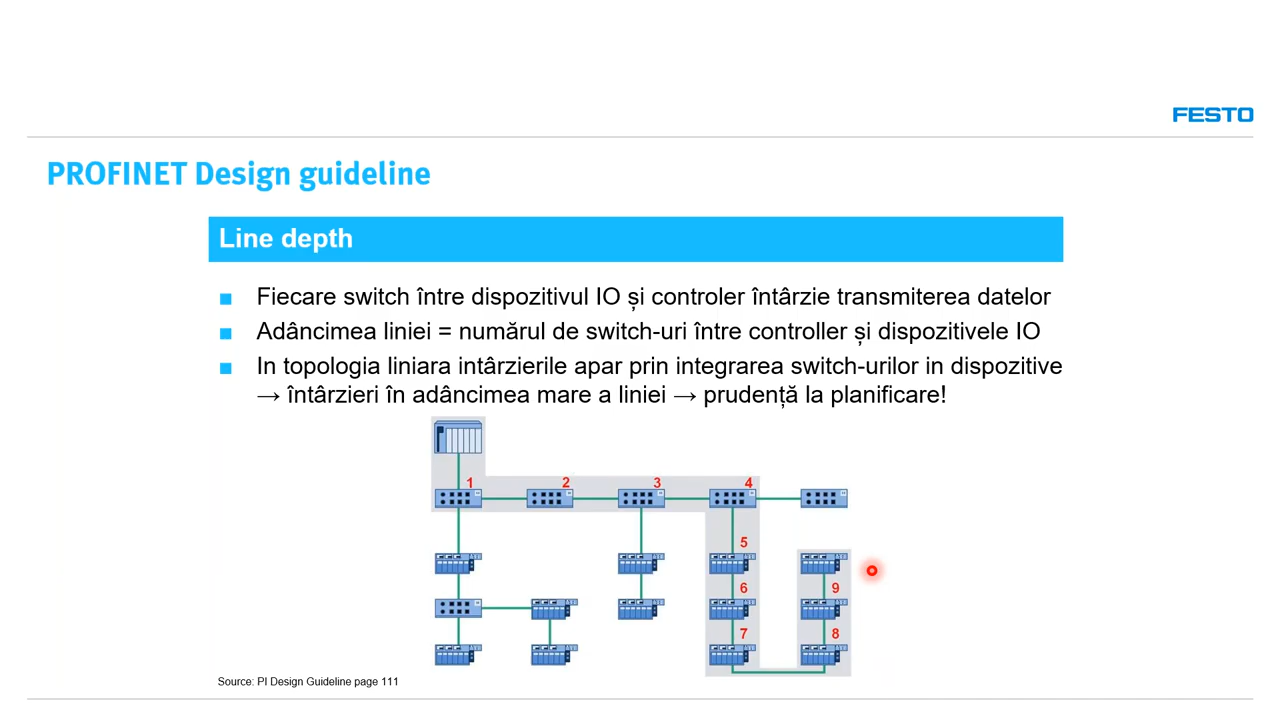 FESTO
PROFINET Design guideline
Line depth
Fiecare switch între dispozitivul IO și controler întârzie transmiterea datelor
Adâncimea liniei = numărul de switch-uri între controller și dispozitivele IO
In topologia liniara intârzierile apar prin integrarea switch-urilor in dispozitive
→ întârzieri în adâncimea mare a liniei → prudență la planificare!
1 2 3 4
5
6 9
7 8
Source: PI Design Guideline page 111